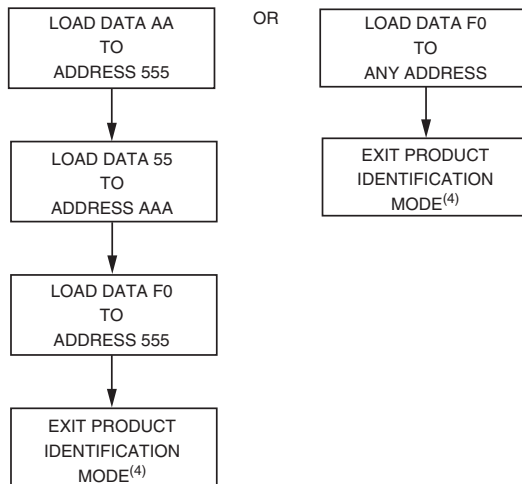 LOAD DATA AA
TO
ADDRESS 555
LOAD DATA 55
TO
ADDRESS AAA
LOAD DATA F0
TO
ADDRESS 555
EXIT PRODUCT
IDENTIFICATION
MODE(4)
OR
LOAD DATA F0
TO
ANY ADDRESS
EXIT PRODUCT
IDENTIFICATION
MODE(4)